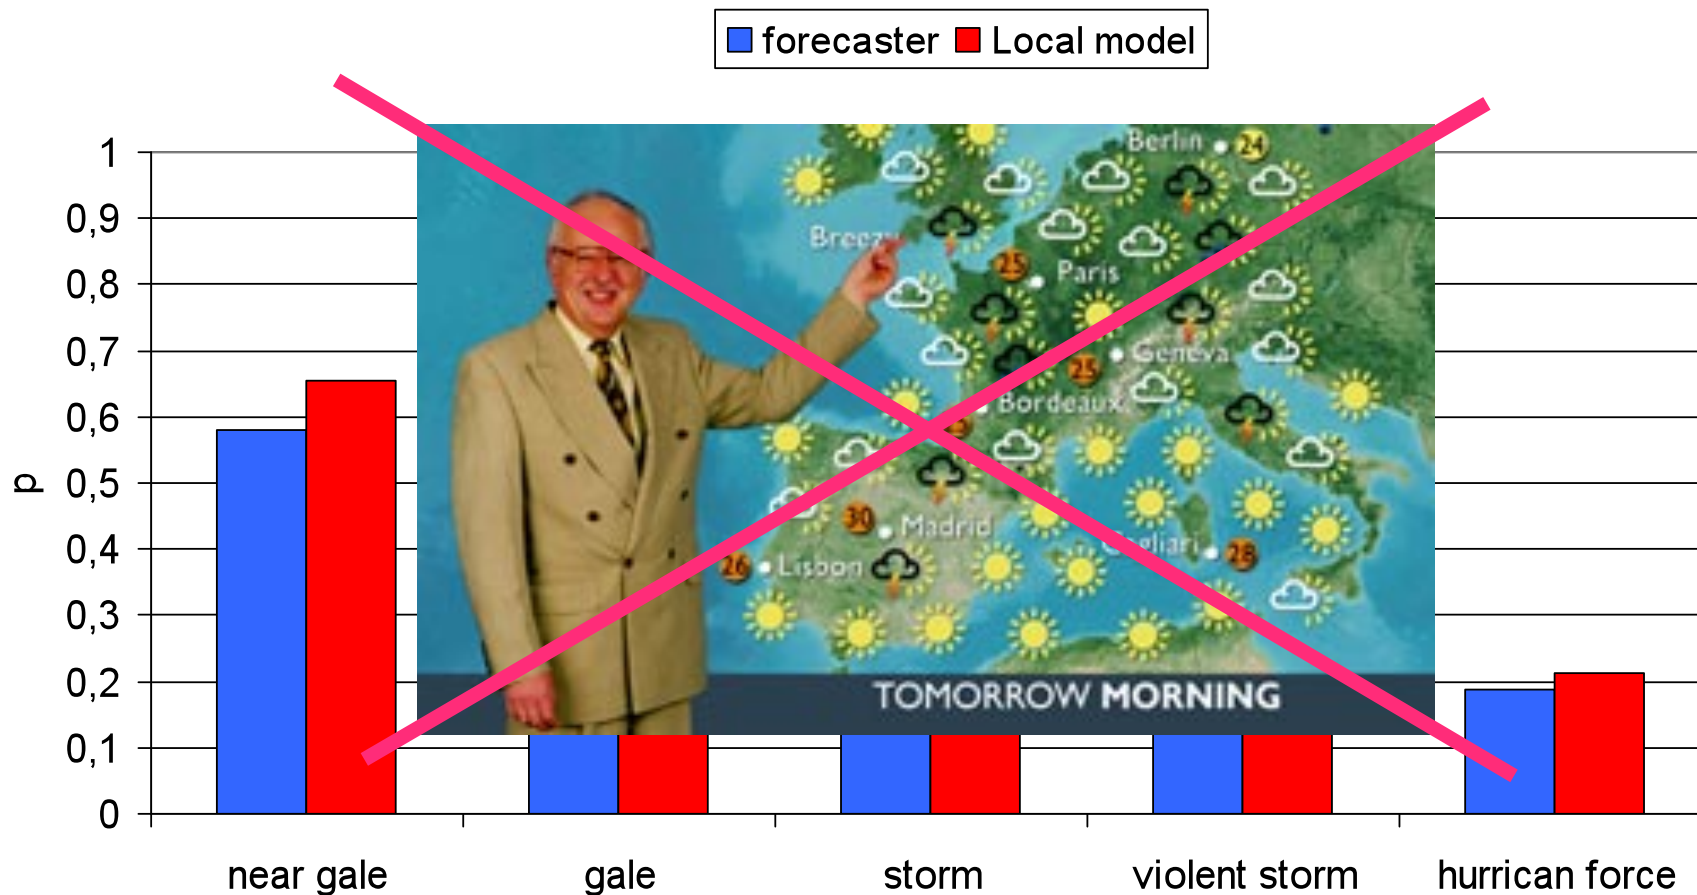 forecaster Local model
1
0,9
0,8
0,7
0,6
0,5
0,4
0,3
0,2
0,1
0
p
Berlin 24
Breezy
25 Paris
Geneva
25
Bordeaux
30 Madrid
Cagliari 28
26 Lisbon
TOMORROW MORNING
near gale gale storm violent storm hurrican force